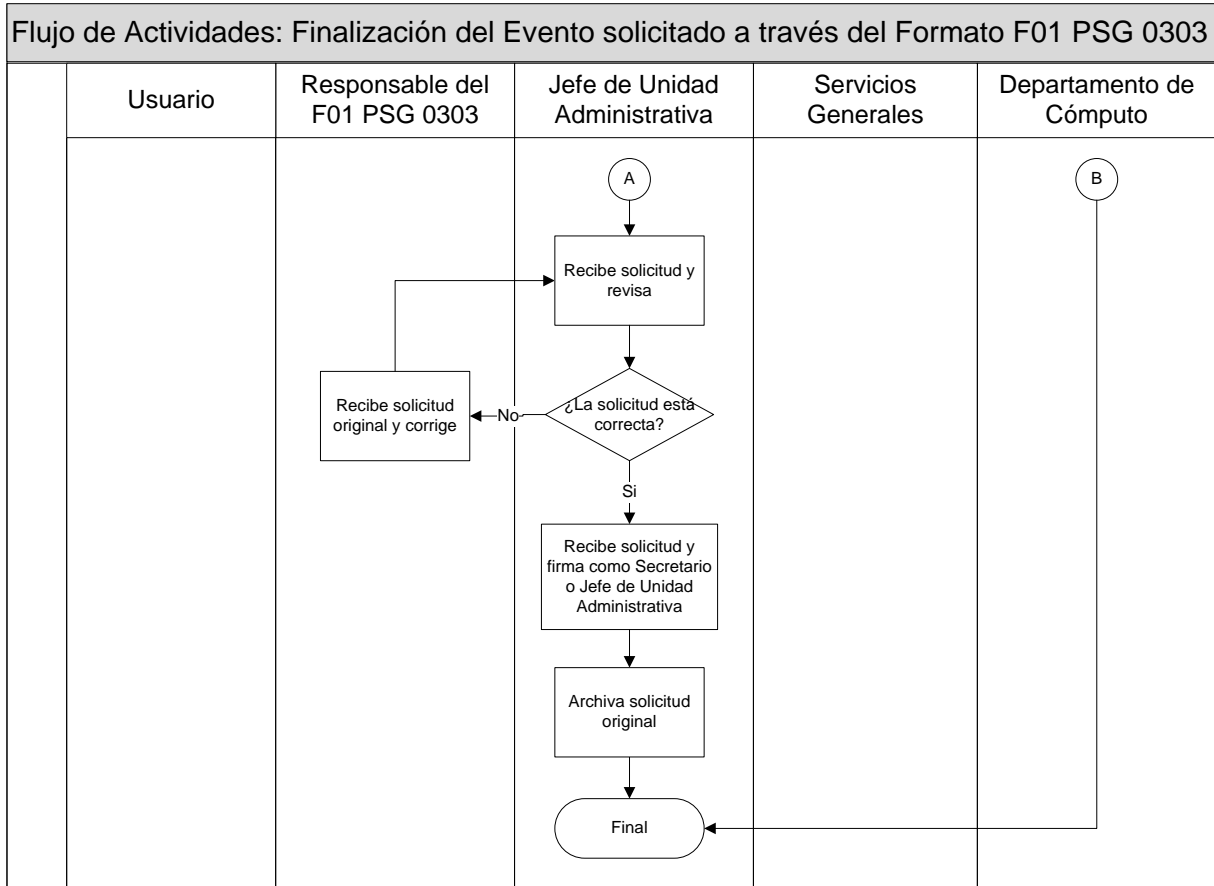 Flujo de Actividades: Finalización del Evento solicitado a través del Formato F01 PSG 0303
Usuario
Responsable del
F01 PSG 0303
Jefe de Unidad
Administrativa
Servicios
Generales
Departamento de
Cómputo
A
B
Recibe solicitud y
revisa
Recibe solicitud
original y corrige
No
¿La solicitud está
correcta?
Si
Recibe solicitud y
firma como Secretario
o Jefe de Unidad
Administrativa
Archiva solicitud
original
Final